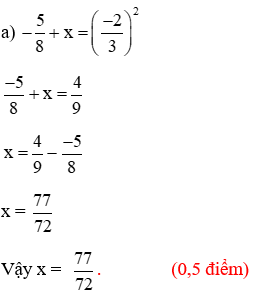 a) -5/8 + x = (-2/3)²
-5/8 + x = 4/9
x = 4/9 - -5/8
x = 77/72
Vậy x = 77/72. (0,5 điểm)